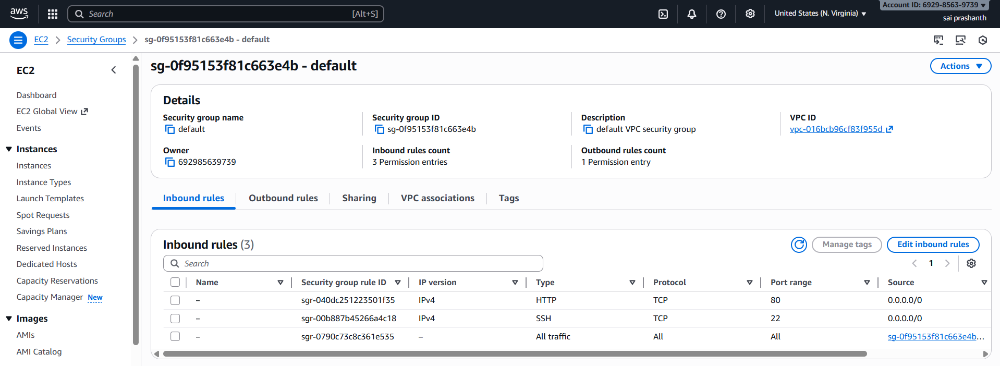 aws
Search
[Alt+S]
United States (N. Virginia)
Account ID: 6929-8563-9739
sai prashanth
EC2
Security Groups
sg-0f95153f81c663e4b - default
EC2
Dashboard
EC2 Global View
Events
Instances
Instances
Instance Types
Launch Templates
Spot Requests
Savings Plans
Reserved Instances
Dedicated Hosts
Capacity Reservations
Capacity Manager New
Images
AMIs
AMI Catalog
sg-0f95153f81c663e4b - default
Actions
Details
Security group name
default
Security group ID
sg-0f95153f81c663e4b
Description
default VPC security group
VPC ID
vpc-016bcb96cf83f955d
Owner
692985639739
Inbound rules count
3 Permission entries
Outbound rules count
1 Permission entry
Inbound rules Outbound rules Sharing VPC associations Tags
Inbound rules (3)
Manage tags
Edit inbound rules
Search
1
Name Security group rule ID IP version Type Protocol Port range Source
– sgr-040dc251223501f35 IPv4 HTTP TCP 80 0.0.0.0/0
– sgr-00b887b45266a4c18 IPv4 SSH TCP 22 0.0.0.0/0
– sgr-0790c73c8c361e535 – All traffic All All sg-0f95153f81c663e4b...